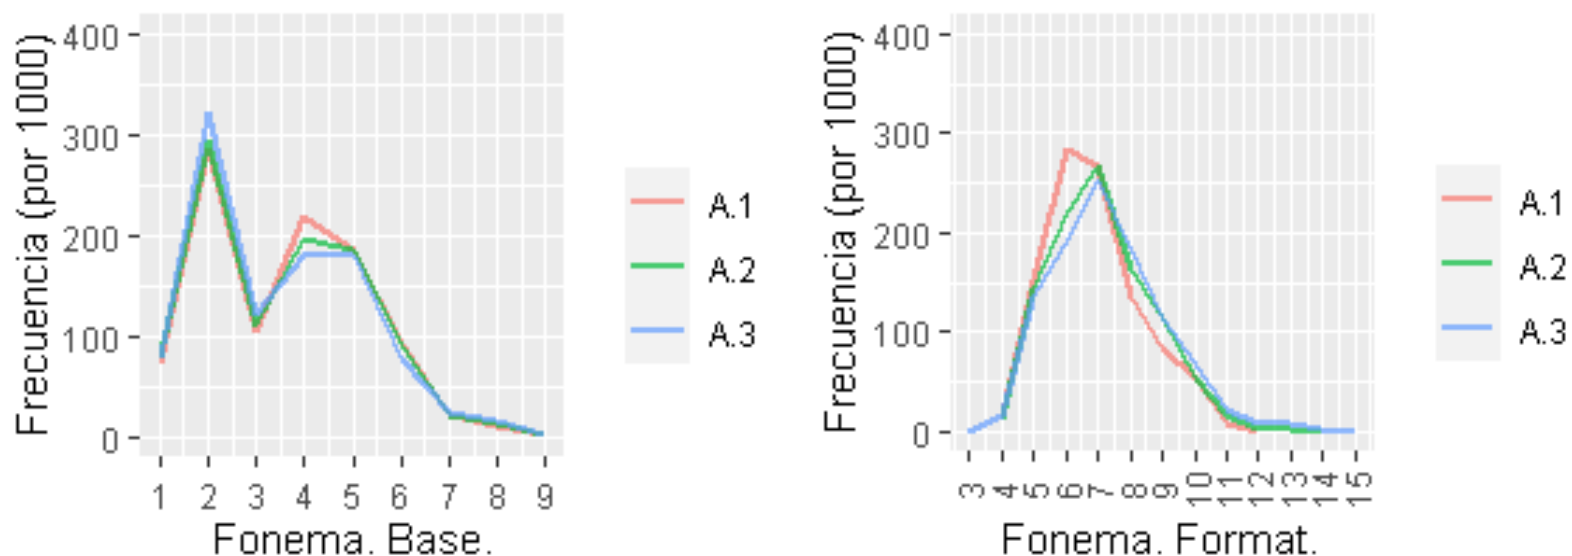 Frecuencia (por 1000)
400
300
200
100
0
1 2 3 4 5 6 7 8 9
Fonema. Base.
A.1
A.2
A.3
Frecuencia (por 1000)
400
300
200
100
0
3 4 5 6 7 8 9 10 11 12 13 14 15
Fonema. Format.
A.1
A.2
A.3